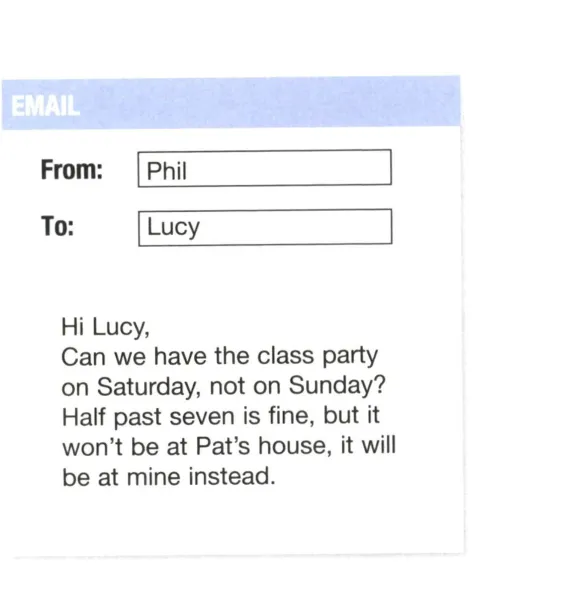 EMAIL
From: Phil
To: Lucy
Hi Lucy,
Can we have the class party
on Saturday, not on Sunday?
Half past seven is fine, but it
won't be at Pat's house, it will
be at mine instead.